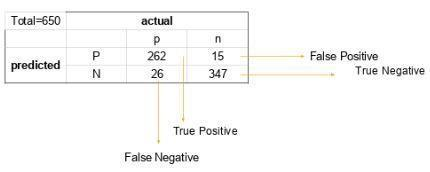 Total=650 actual
p n
predicted P 262 15 False Positive
N 26 347 True Negative
True Positive
False Negative